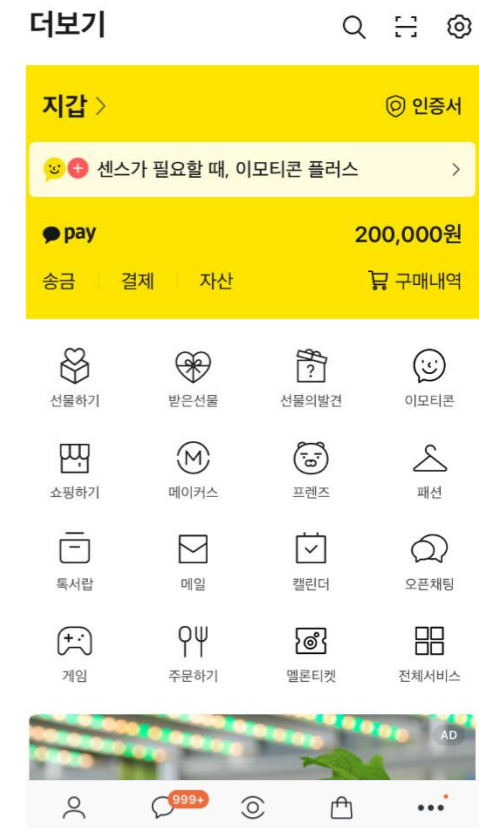 더보기
지갑 >
인증서
센스가 필요할 때, 이모티콘 플러스 >
pay 200,000원
송금 결제 자산 구매내역
선물하기 받은선물 선물의발견 이모티콘
쇼핑하기 메이커스 프렌즈 패션
톡서랍 메일 캘린더 오픈채팅
게임 주문하기 멜론티켓 전체서비스
AD
999+